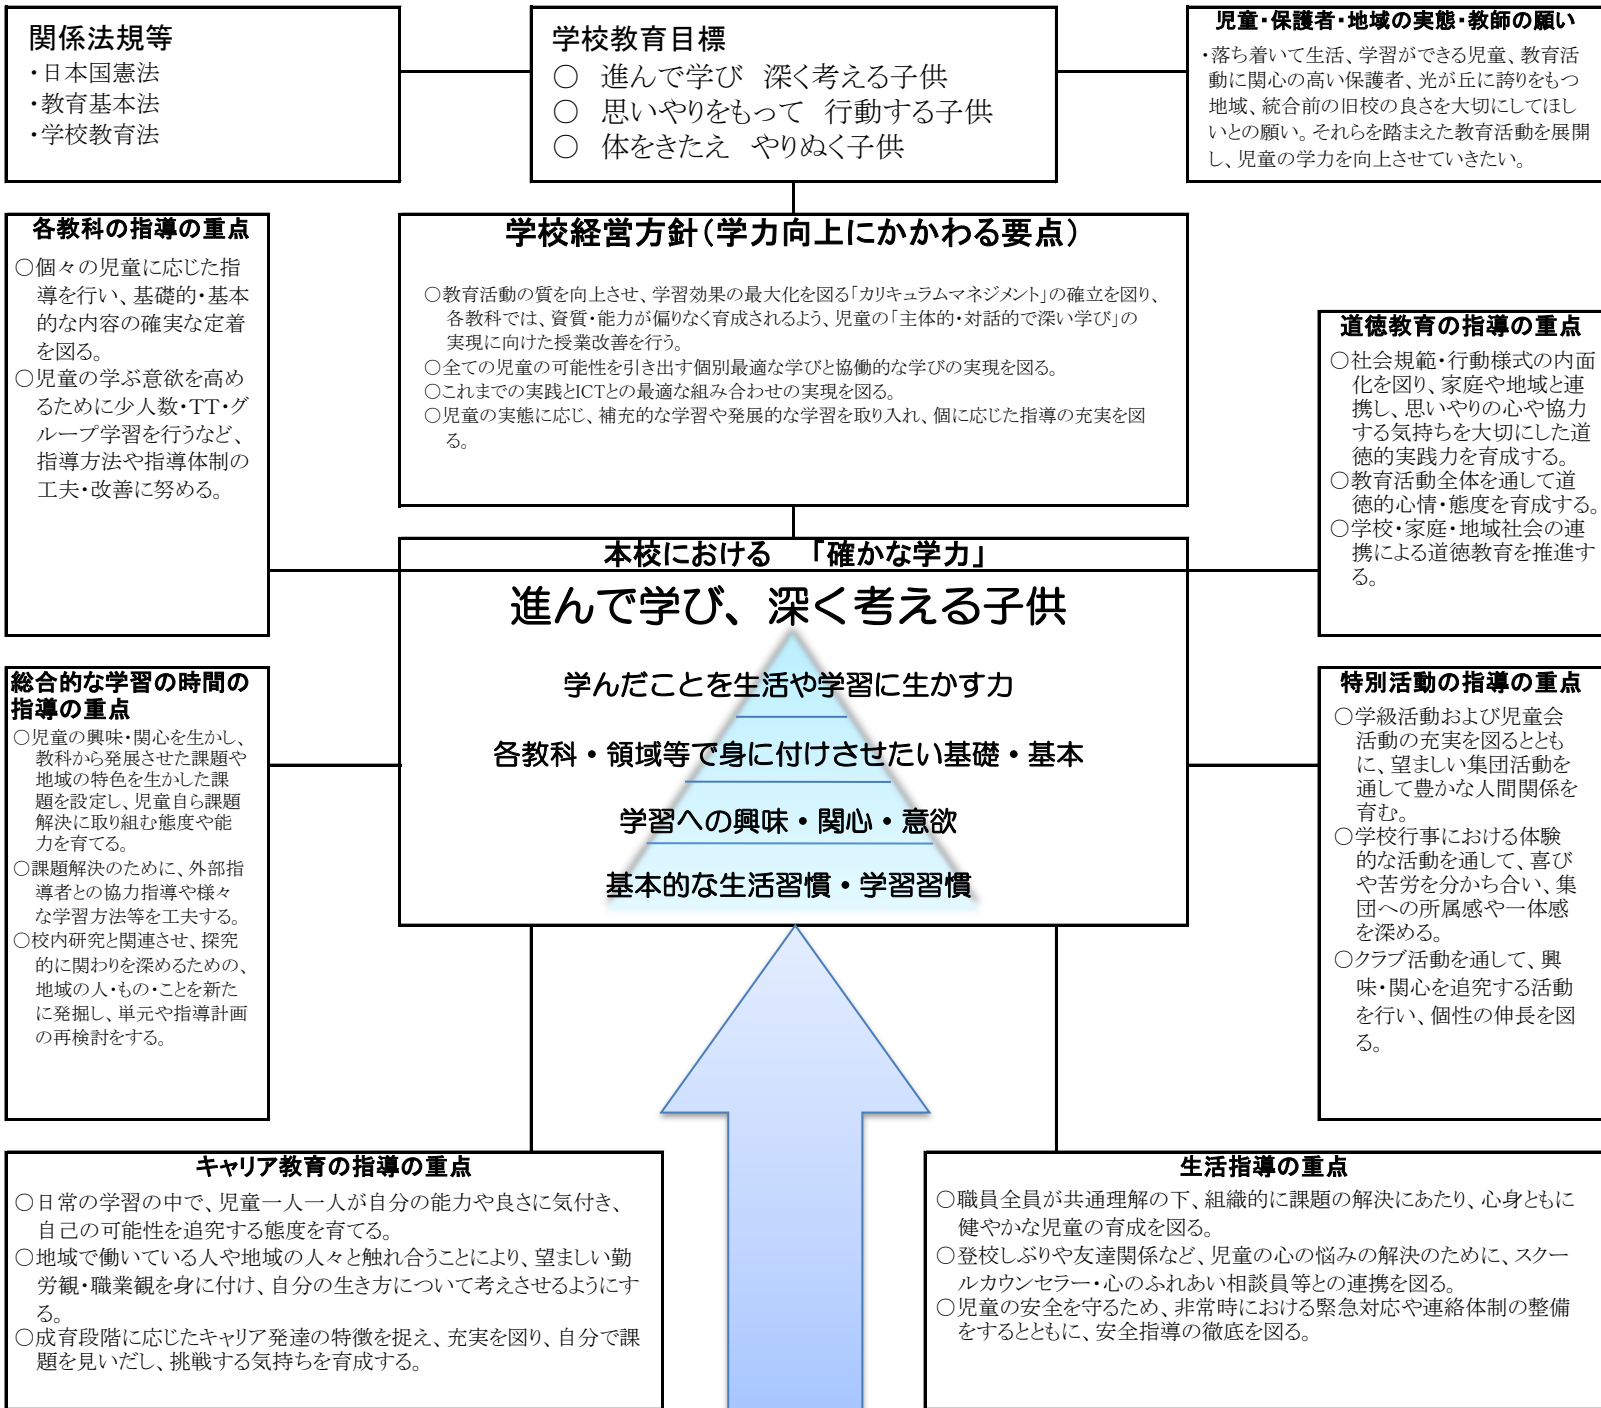 関係法規等
・日本国憲法
・教育基本法
・学校教育法
学校教育目標
○　進んで学び　深く考える子供
○　思いやりをもって　行動する子供
○　体をきたえ　やりぬく子供
児童・保護者・地域の実態・教師の願い
・落ち着いて生活、学習ができる児童、教育活
動に関心の高い保護者、光が丘に誇りをもつ
地域、統合前の旧校の良さを大切にしてほし
いとの願い。それらを踏まえた教育活動を展開
し、児童の学力を向上させていきたい。
各教科の指導の重点
○個々の児童に応じた指
導を行い、基礎的・基本
的な内容の確実な定着
を図る。
○児童の学ぶ意欲を高め
るために少人数・TT・グ
ループ学習を行うなど、
指導方法や指導体制の
工夫・改善に努める。
学校経営方針（学力向上にかかわる要点）
○教育活動の質を向上させ、学習効果の最大化を図る「カリキュラムマネジメント」の確立を図り、
各教科では、資質・能力が偏りなく育成されるよう、児童の「主体的・対話的で深い学び」の
実現に向けた授業改善を行う。
○全ての児童の可能性を引き出す個別最適な学びと協働的な学びの実現を図る。
○これまでの実践とICTとの最適な組み合わせの実現を図る。
○児童の実態に応じ、補充的な学習や発展的な学習を取り入れ、個に応じた指導の充実を図
る。
道徳教育の指導の重点
○社会規範・行動様式の内面
化を図り、家庭や地域と連
携し、思いやりの心や協力
する気持ちを大切にした道
徳的実践力を育成する。
○教育活動全体を通して道
徳的心情・態度を育成する。
○学校・家庭・地域社会の連
携による道徳教育を推進す
る。
本校における　「確かな学力」
進んで学び、深く考える子供
学んだことを生活や学習に生かす力
各教科・領域等で身に付けさせたい基礎・基本
学習への興味・関心・意欲
基本的な生活習慣・学習習慣
総合的な学習の時間の
指導の重点
○児童の興味・関心を生かし、
教科から発展させた課題や
地域の特色を生かした課
題を設定し、児童自ら課題
解決に取り組む態度や能
力を育てる。
○課題解決のために、外部指
導者との協力指導や様々
な学習方法等を工夫する。
○校内研究と関連させ、探究
的に関わりを深めるための、
地域の人・もの・ことを新た
に発掘し、単元や指導計画
の再検討をする。
特別活動の指導の重点
○学級活動および児童会
活動の充実を図るととも
に、望ましい集団活動を
通して豊かな人間関係を
育む。
○学校行事における体験
的な活動を通して、喜び
や苦労を分かち合い、集
団への所属感や一体感
を深める。
○クラブ活動を通して、興
味・関心を追究する活動
を行い、個性の伸長を図
る。
キャリア教育の指導の重点
○日常の学習の中で、児童一人一人が自分の能力や良さに気付き、
自己の可能性を追究する態度を育てる。
○地域で働いている人や地域の人々と触れ合うことにより、望ましい勤
労観・職業観を身に付け、自分の生き方について考えさせるようにす
る。
○成育段階に応じたキャリア発達の特徴を捉え、充実を図り、自分で課
題を見いだし、挑戦する気持ちを育成する。
生活指導の重点
○職員全員が共通理解の下、組織的に課題の解決にあたり、心身ともに
健やかな児童の育成を図る。
○登校しぶりや友達関係など、児童の心の悩みの解決のために、スクー
ルカウンセラー・心のふれあい相談員等との連携を図る。
○児童の安全を守るため、非常時における緊急対応や連絡体制の整備
をするとともに、安全指導の徹底を図る。